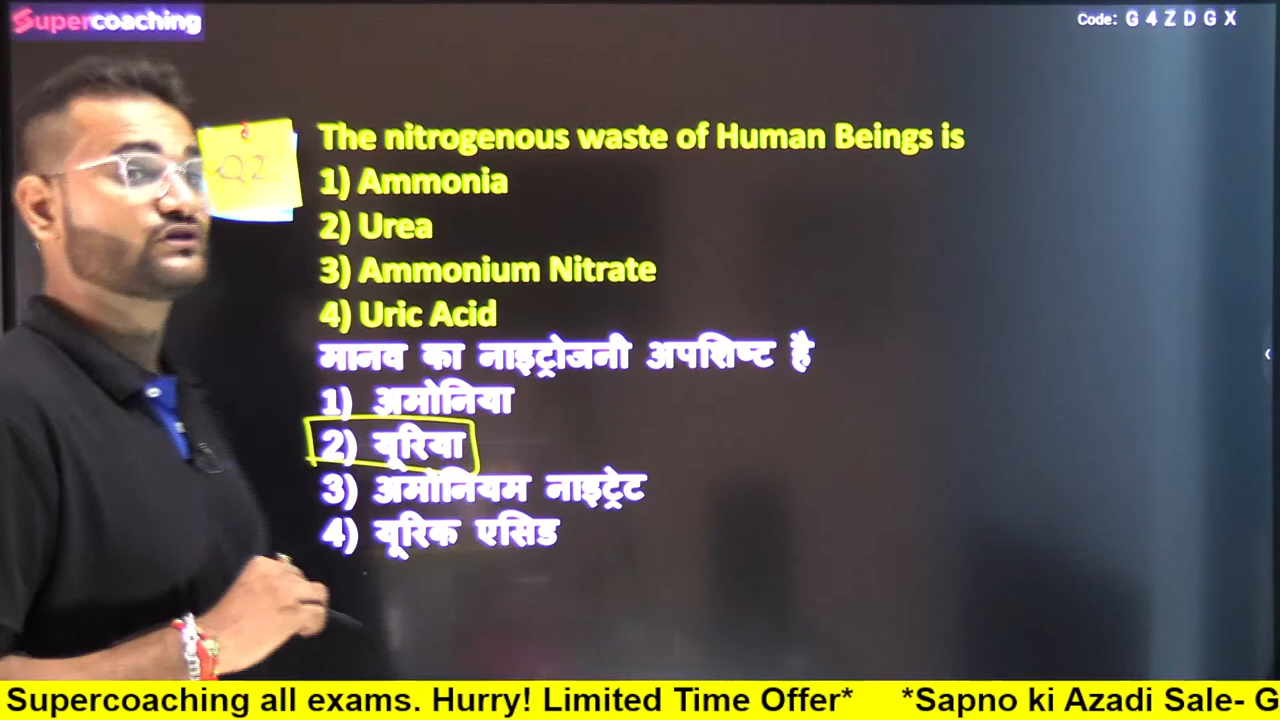 Supercoaching
Code: G 4 Z D G X
Q2
The nitrogenous waste of Human Beings is
1) Ammonia
2) Urea
3) Ammonium Nitrate
4) Uric Acid
मानव का नाइट्रोजनी अपशिष्ट है
1) अमोनिया
2) यूरिया
3) अमोनियम नाइट्रेट
4) यूरिक एसिड
Supercoaching all exams. Hurry! Limited Time Offer* *Sapno ki Azadi Sale- G